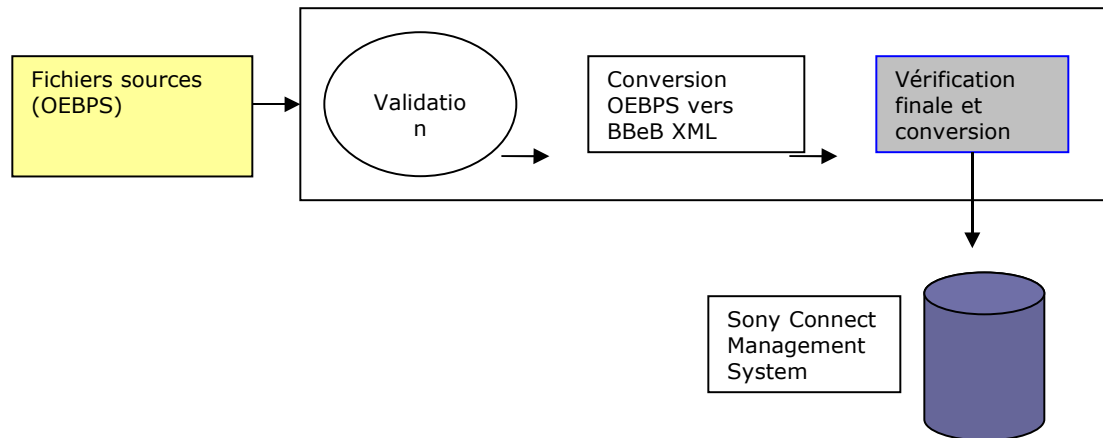 Fichiers sources
(OEBPS)
Validatio
n
Conversion
OEBPS vers
BBeB XML
Vérification
finale et
conversion
Sony Connect
Management
System